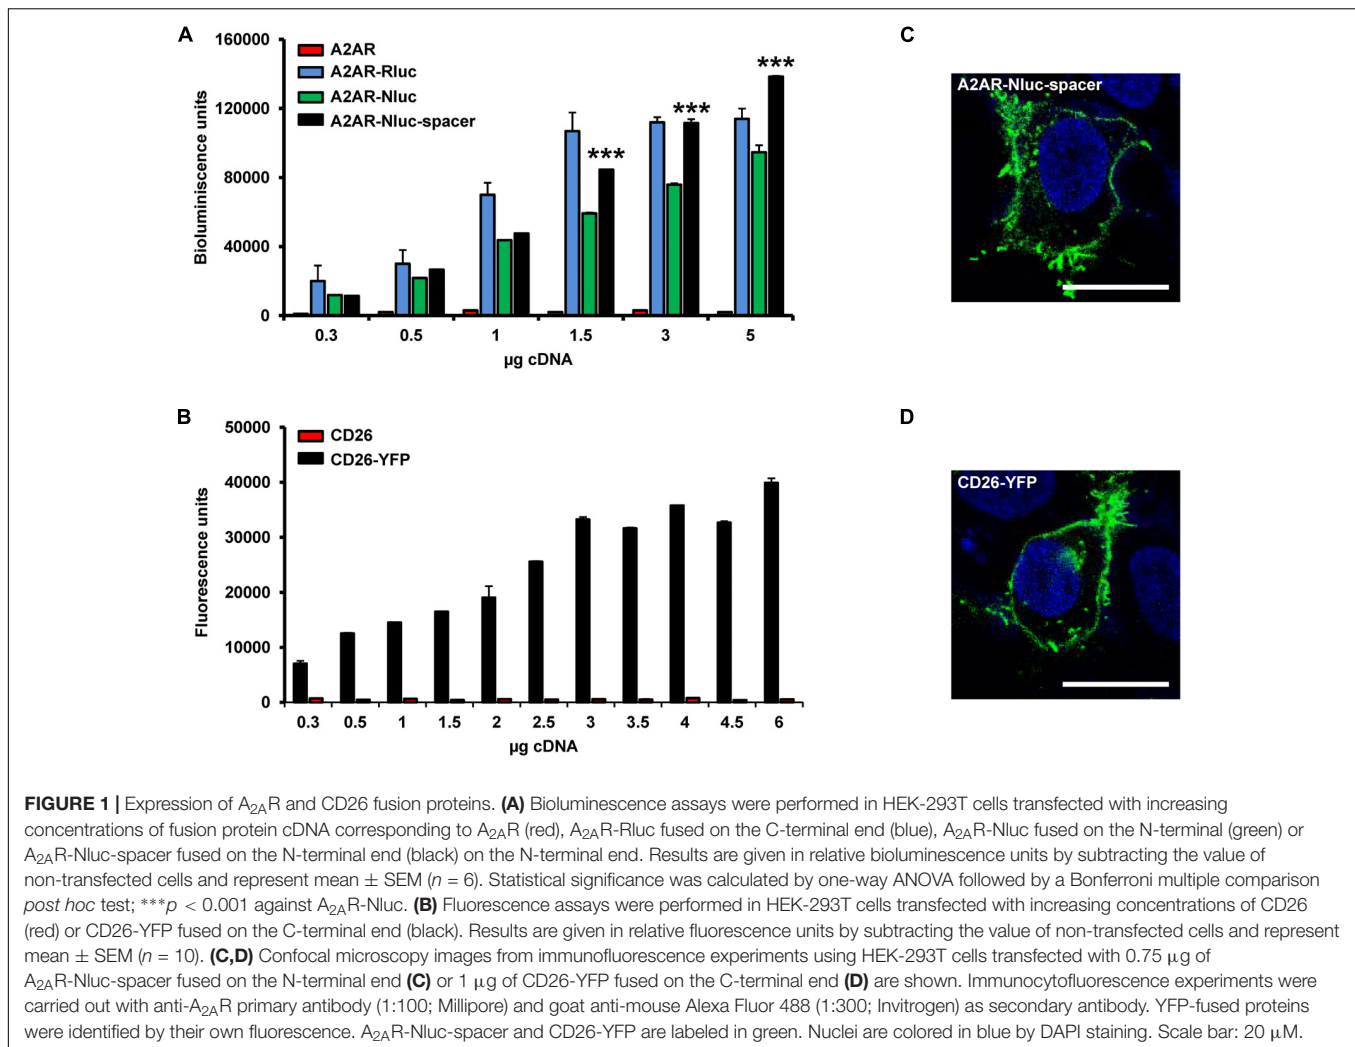 A
160000
120000
80000
40000
0
Bioluminiscence units
A2AR
A2AR-Rluc
A2AR-Nluc
A2AR-Nluc-spacer
***
***
***
0.3 0.5 1 1.5 3 5
µg cDNA
C
A2AR-Nluc-spacer
B
50000
40000
30000
20000
10000
0
Fluorescence units
CD26
CD26-YFP
0.3 0.5 1 1.5 2 2.5 3 3.5 4 4.5 6
µg cDNA
D
CD26-YFP
FIGURE 1 | Expression of A2AR and CD26 fusion proteins. (A) Bioluminescence assays were performed in HEK-293T cells transfected with increasing
concentrations of fusion protein cDNA corresponding to A2AR (red), A2AR-Rluc fused on the C-terminal end (blue), A2AR-Nluc fused on the N-terminal (green) or
A2AR-Nluc-spacer fused on the N-terminal end (black) on the N-terminal end. Results are given in relative bioluminescence units by subtracting the value of
non-transfected cells and represent mean ± SEM (n = 6). Statistical significance was calculated by one-way ANOVA followed by a Bonferroni multiple comparison
post hoc test; ***p < 0.001 against A2AR-Nluc. (B) Fluorescence assays were performed in HEK-293T cells transfected with increasing concentrations of CD26
(red) or CD26-YFP fused on the C-terminal end (black). Results are given in relative fluorescence units by subtracting the value of non-transfected cells and represent
mean ± SEM (n = 10). (C,D) Confocal microscopy images from immunofluorescence experiments using HEK-293T cells transfected with 0.75 µg of
A2AR-Nluc-spacer fused on the N-terminal end (C) or 1 µg of CD26-YFP fused on the C-terminal end (D) are shown. Immunocytofluorescence experiments were
carried out with anti-A2AR primary antibody (1:100; Millipore) and goat anti-mouse Alexa Fluor 488 (1:300; Invitrogen) as secondary antibody. YFP-fused proteins
were identified by their own fluorescence. A2AR-Nluc-spacer and CD26-YFP are labeled in green. Nuclei are colored in blue by DAPI staining. Scale bar: 20 µM.